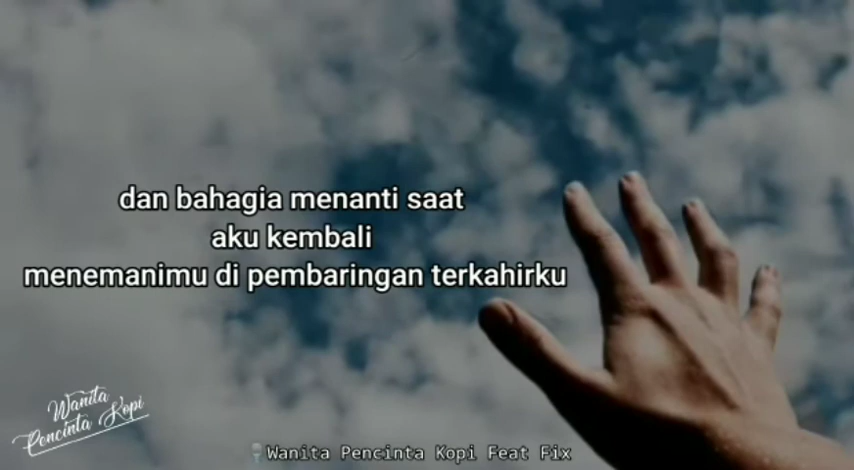 dan bahagia menanti saat
aku kembali
menemanimu di pembaringan terkahirku
Wanita
Pencinta Kopi
Wanita Pencinta Kopi Feat Fix